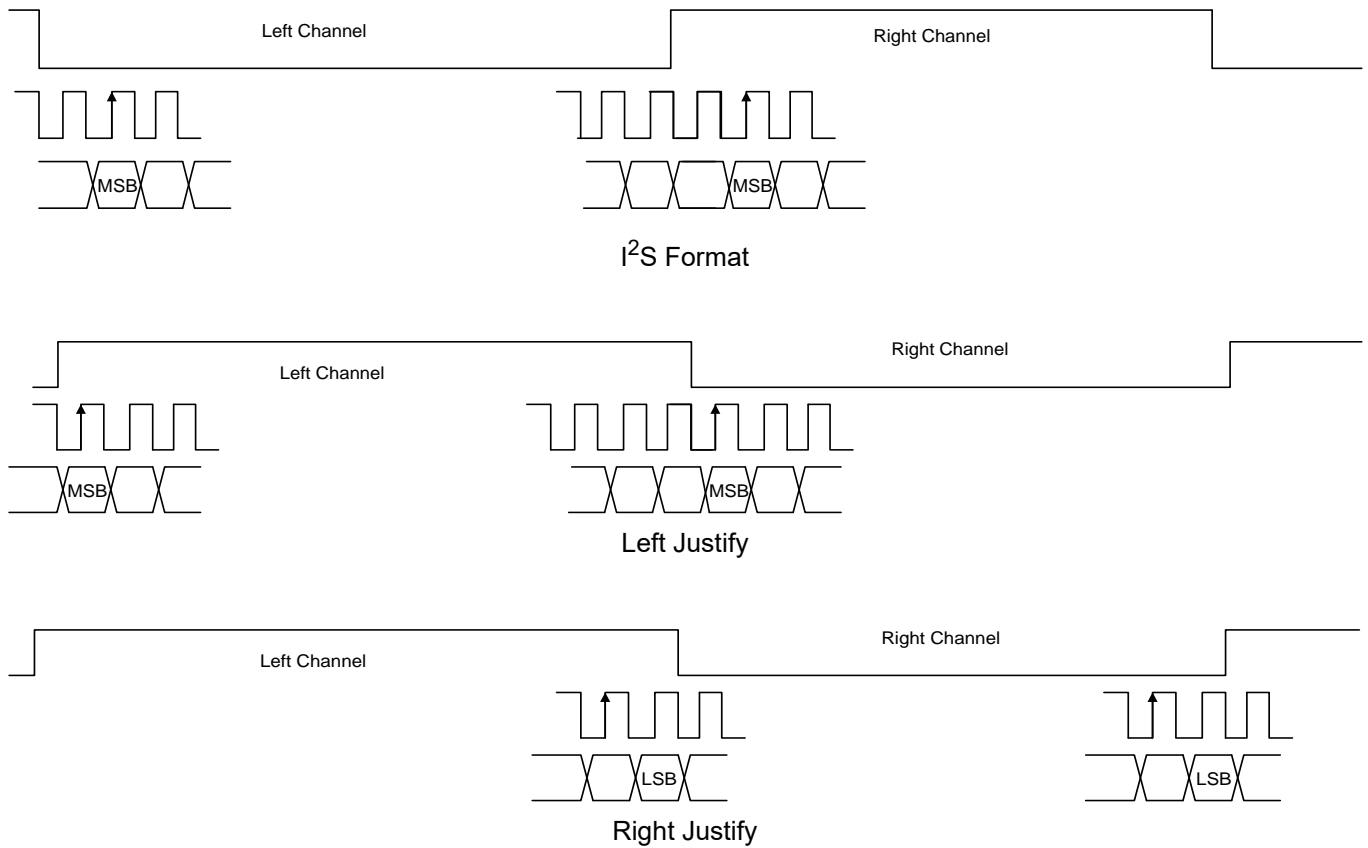 Left Channel
Right Channel
MSB
MSB
I²S Format
Left Channel
Right Channel
MSB
MSB
Left Justify
Left Channel
Right Channel
LSB
LSB
Right Justify